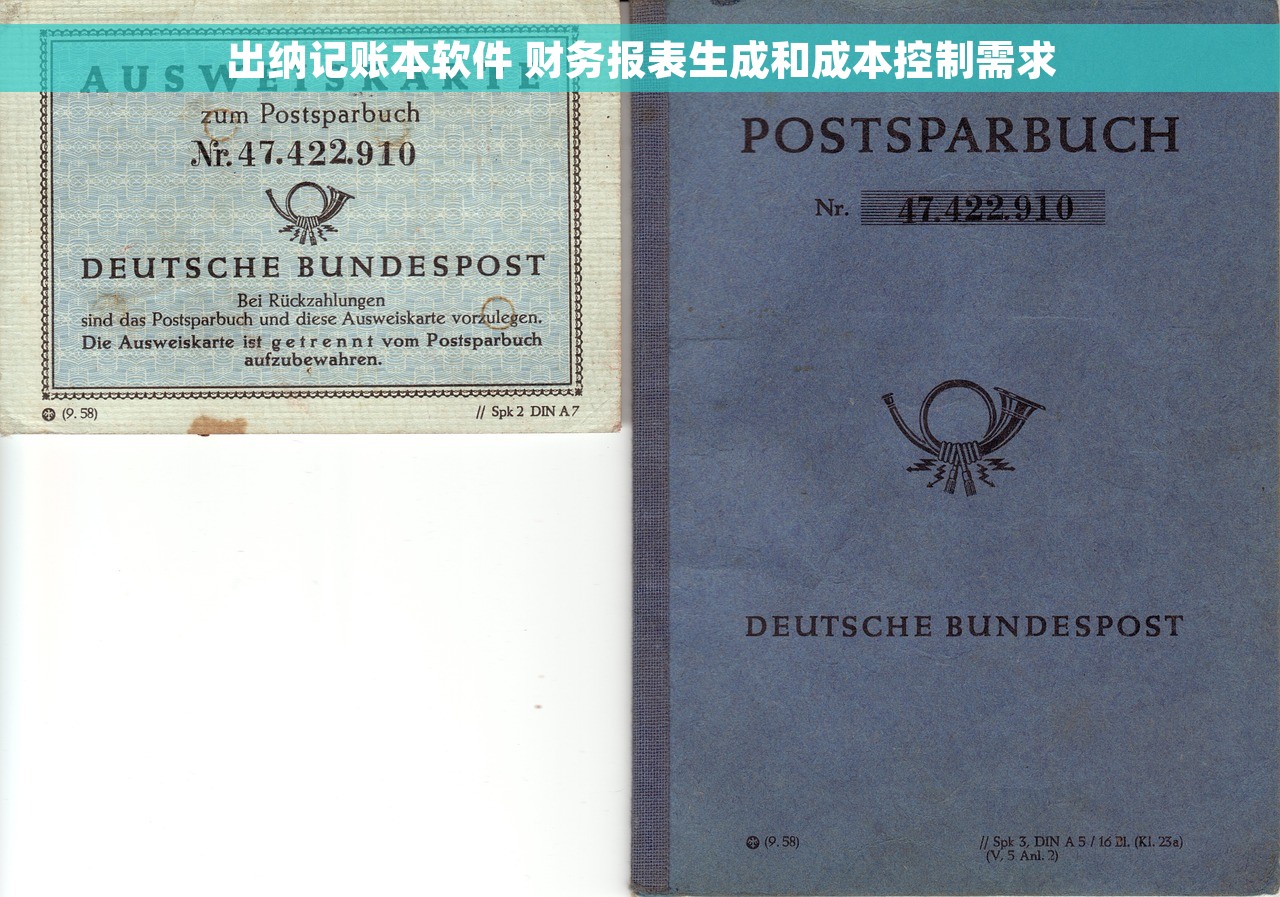 出纳记账本软件 财务报表生成和成本控制需求
AUSWEISKARTE
zum Postsparbuch
Nr. 47.422.910
DEUTSCHE BUNDESPOST
Bei Rückzahlungen
sind das Postsparbuch und diese Ausweiskarte vorzulegen.
Die Ausweiskarte ist getrennt vom Postsparbuch
aufzubewahren.
(9. 58)
// Spk 2 DIN A 7
POSTSPARBUCH
Nr. 47.422.910
DEUTSCHE BUNDESPOST
(9. 58)
// Spk 3, DIN A 5 / 16 Bl. (Kl. 23a)
(V, 5 Anl. 2)